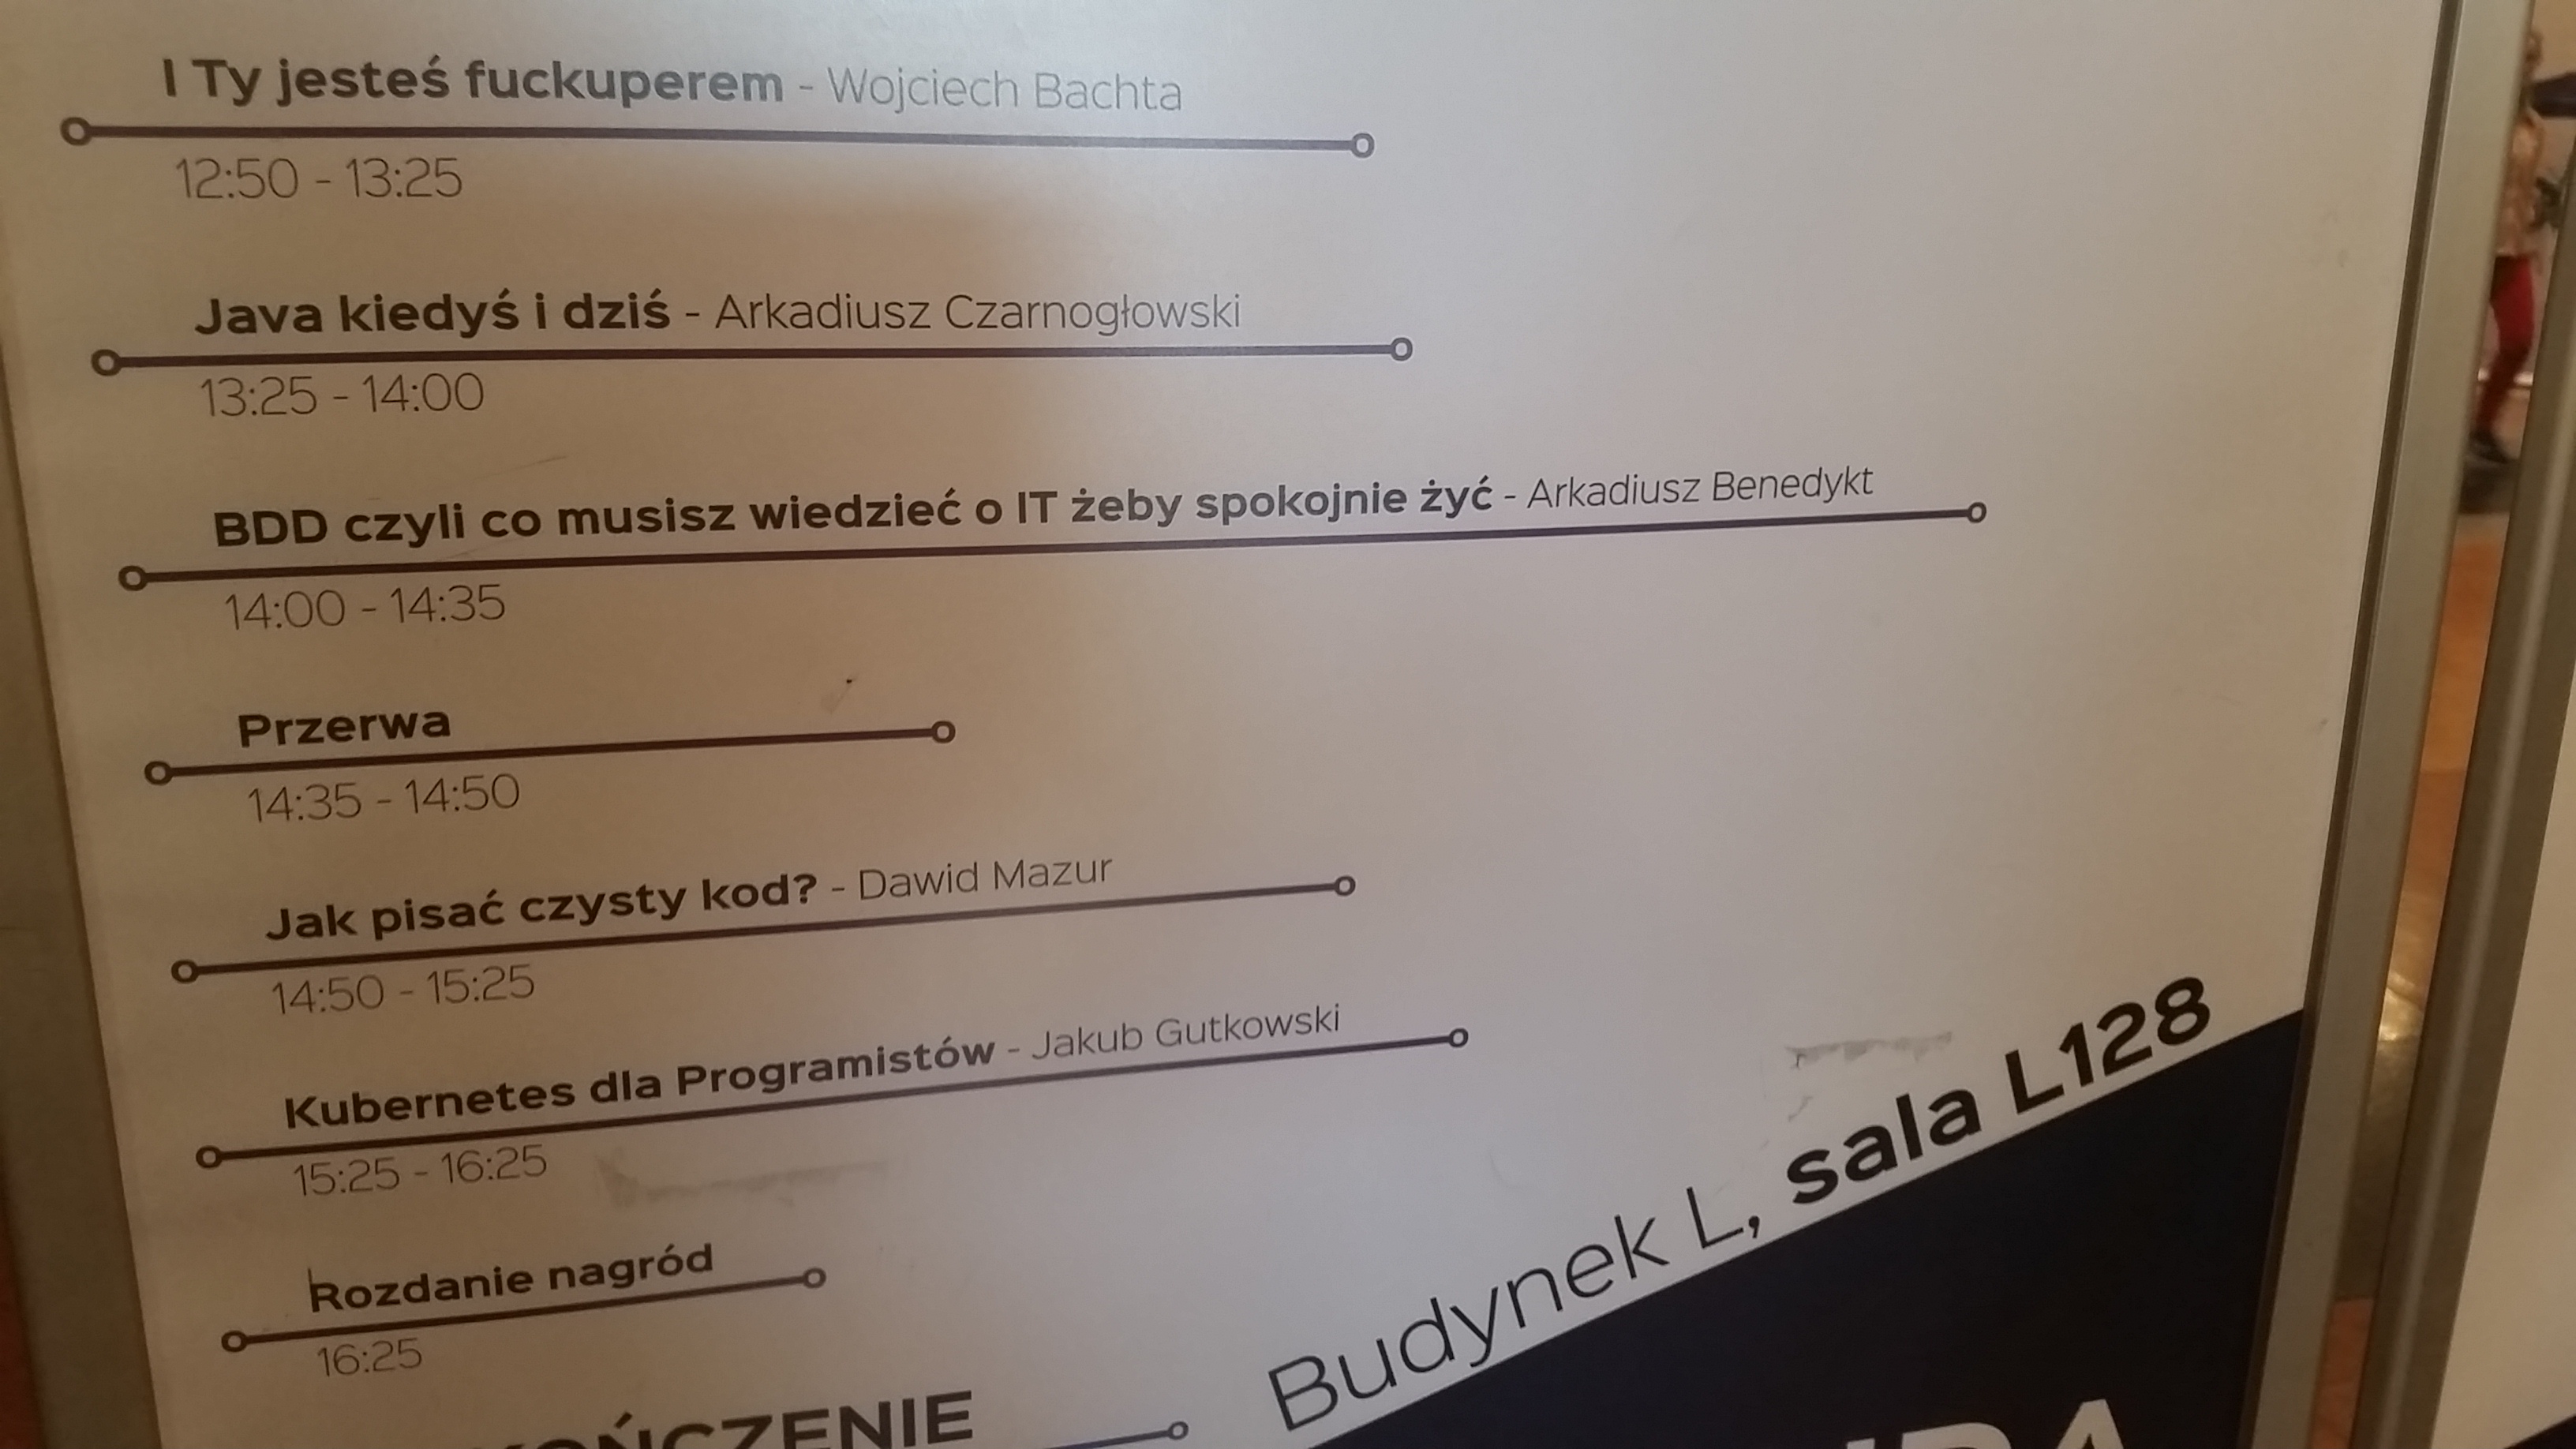 I Ty jesteś fuckuperem - Wojciech Bachta
12:50 - 13:25
Java kiedyś i dziś - Arkadiusz Czarnogłowski
13:25 - 14:00
BDD czyli co musisz wiedzieć o IT żeby spokojnie żyć - Arkadiusz Benedykt
14:00 - 14:35
Przerwa
14:35 - 14:50
Jak pisać czysty kod? - Dawid Mazur
14:50 - 15:25
Kubernetes dla Programistów - Jakub Gutkowski
15:25 - 16:25
Rozdanie nagród
16:25
Budynek L, sala L128